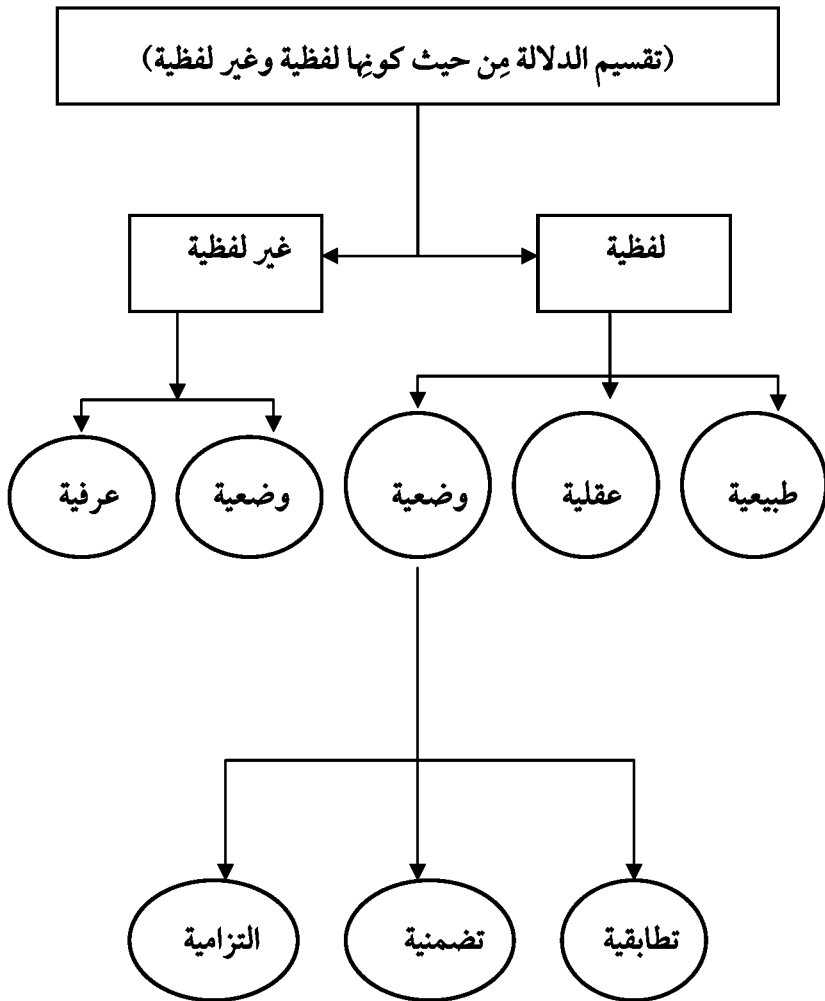 (تقسيم الدلالة مِن حيث كونِها لفظية وغير لفظية)
لفظية
غير لفظية
طبيعية
عقلية
وضعية
وضعية
عرفية
تطابقية
تضمنية
التزامية